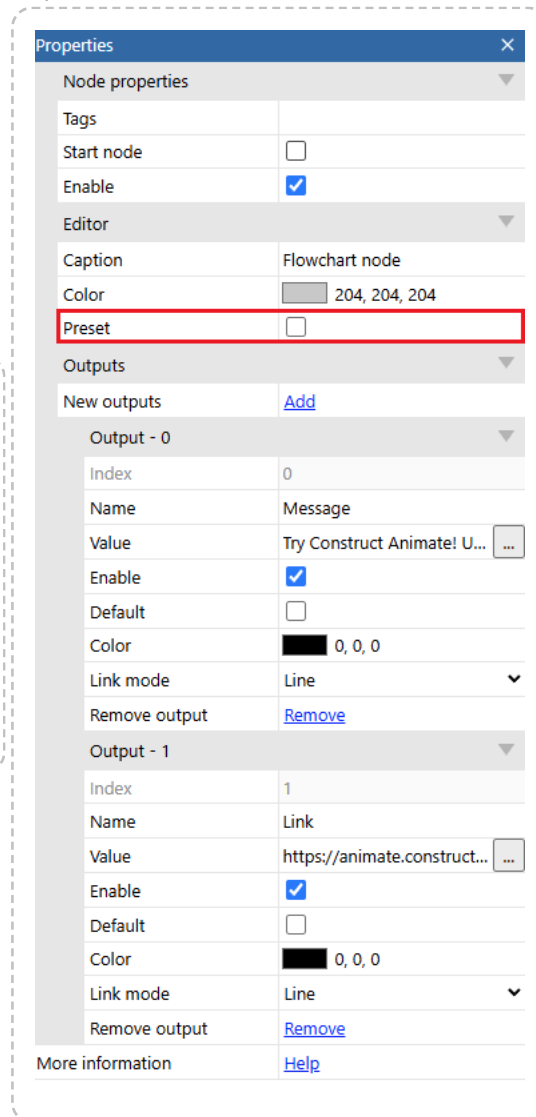 Properties
Node properties
Tags
Start node
Enable
Editor
Caption Flowchart node
Color 204, 204, 204
Preset
Outputs
New outputs Add
Output - 0
Index 0
Name Message
Value Try Construct Animate! U... ...
Enable
Default
Color 0, 0, 0
Link mode Line
Remove output Remove
Output - 1
Index 1
Name Link
Value https://animate.construct... ...
Enable
Default
Color 0, 0, 0
Link mode Line
Remove output Remove
More information Help